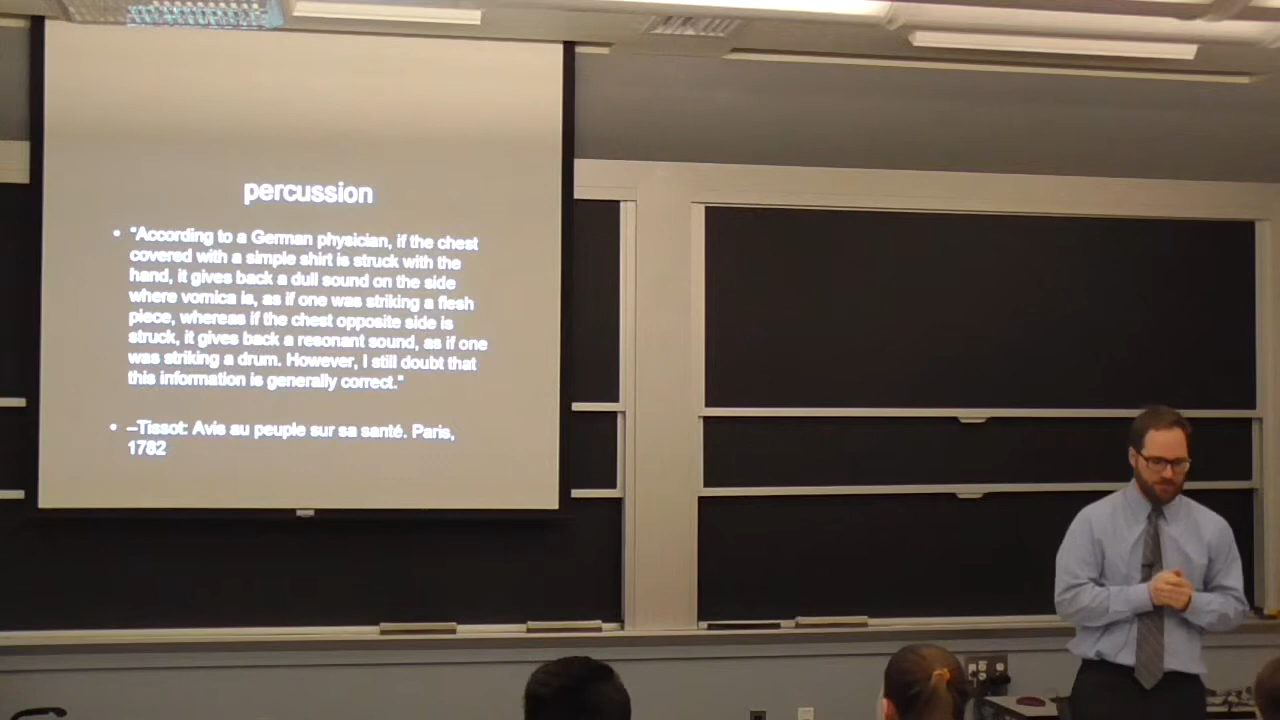 percussion
• "According to a German physician, if the chest
covered with a simple shirt is struck with the
hand, it gives back a dull sound on the side
where vomica is, as if one was striking a flesh
piece, whereas if the chest opposite side is
struck, it gives back a resonant sound, as if one
was striking a drum. However, I still doubt that
this information is generally correct."
• –Tissot: Avis au peuple sur sa santé. Paris,
1782